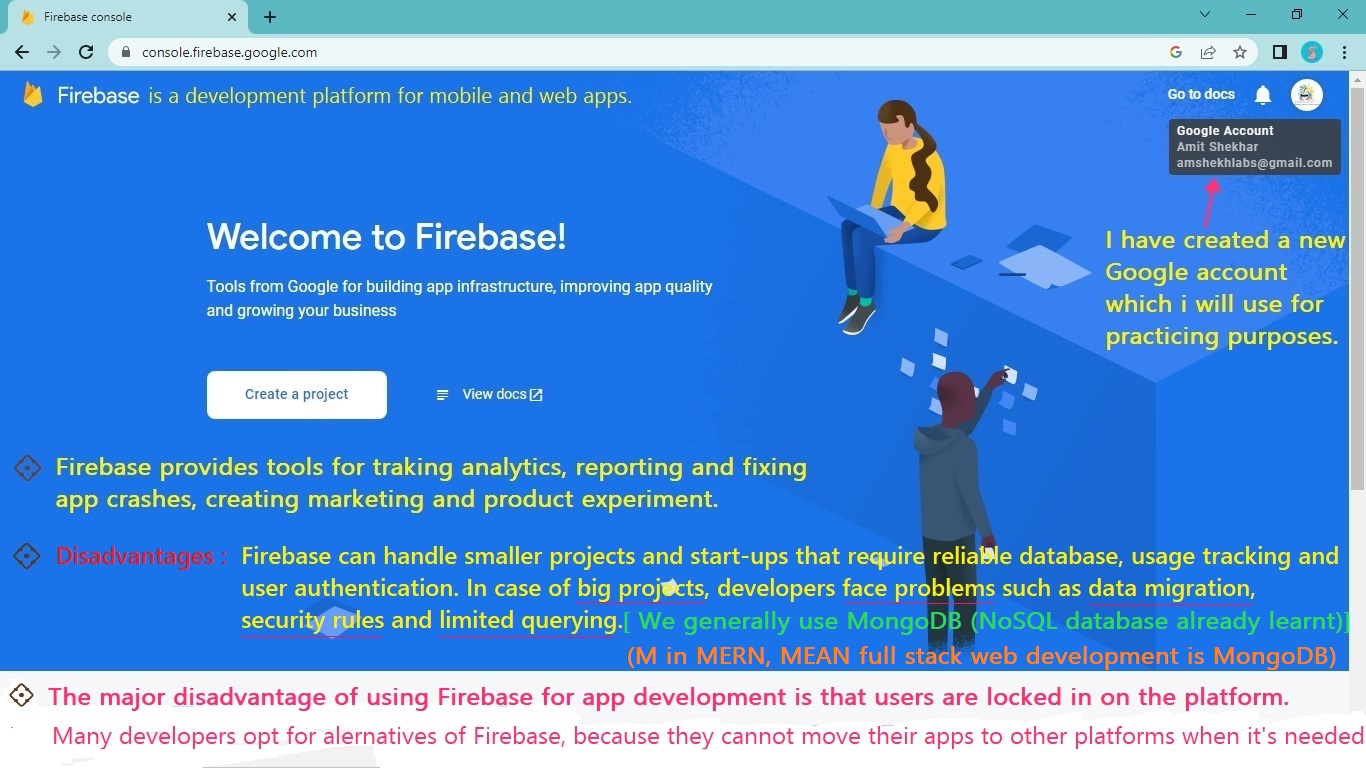 Firebase console
console.firebase.google.com
Firebase is a development platform for mobile and web apps.
Go to docs
Google Account
Amit Shekhar
amshekhlabs@gmail.com
I have created a new
Google account
which i will use for
practicing purposes.
Welcome to Firebase!
Tools from Google for building app infrastructure, improving app quality
and growing your business
Create a project
View docs
Firebase provides tools for traking analytics, reporting and fixing
app crashes, creating marketing and product experiment.
Disadvantages : Firebase can handle smaller projects and start-ups that require reliable database, usage tracking and
user authentication. In case of big projects, developers face problems such as data migration,
security rules and limited querying.[ We generally use MongoDB (NoSQL database already learnt)]
(M in MERN, MEAN full stack web development is MongoDB)
The major disadvantage of using Firebase for app development is that users are locked in on the platform.
Many developers opt for alernatives of Firebase, because they cannot move their apps to other platforms when it's needed